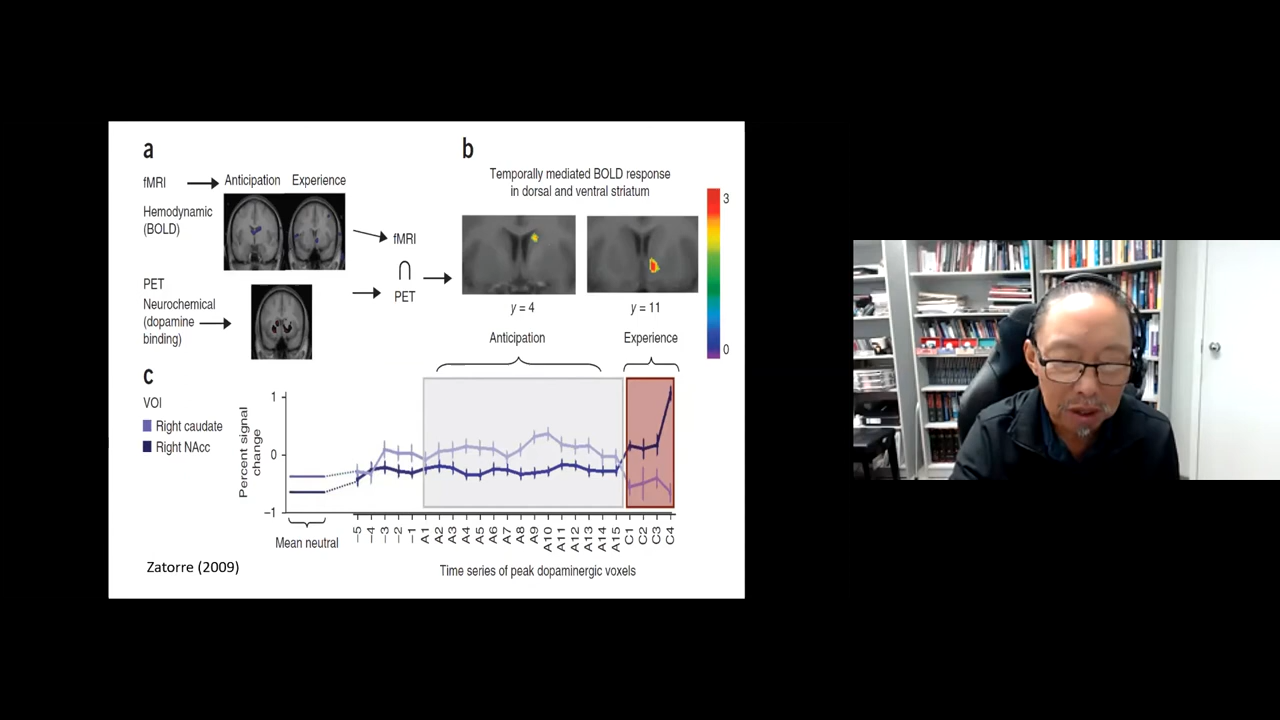 a
fMRI
Anticipation
Experience
Hemodynamic
(BOLD)
PET
Neurochemical
(dopamine
binding)
fMRI
∩
PET
b
Temporally mediated BOLD response
in dorsal and ventral striatum
y = 4
y = 11
3
0
c
VOI
Right caudate
Right NAcc
Anticipation
Experience
Percent signal
change
1
0
–1
Mean neutral
–5 –4 –3 –2 –1 A1 A2 A3 A4 A5 A6 A7 A8 A9 A10 A11 A12 A13 A14 A15 C1 C2 C3 C4
Time series of peak dopaminergic voxels
Zatorre (2009)